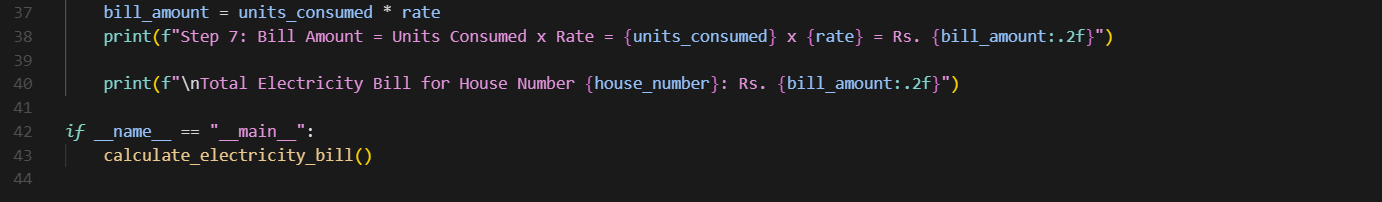 37 bill_amount = units_consumed * rate
38 print(f"Step 7: Bill Amount = Units Consumed x Rate = {units_consumed} x {rate} = Rs. {bill_amount:.2f}")
39
40 print(f"\nTotal Electricity Bill for House Number {house_number}: Rs. {bill_amount:.2f}")
41
42 if __name__ == "__main__":
43 calculate_electricity_bill()
44